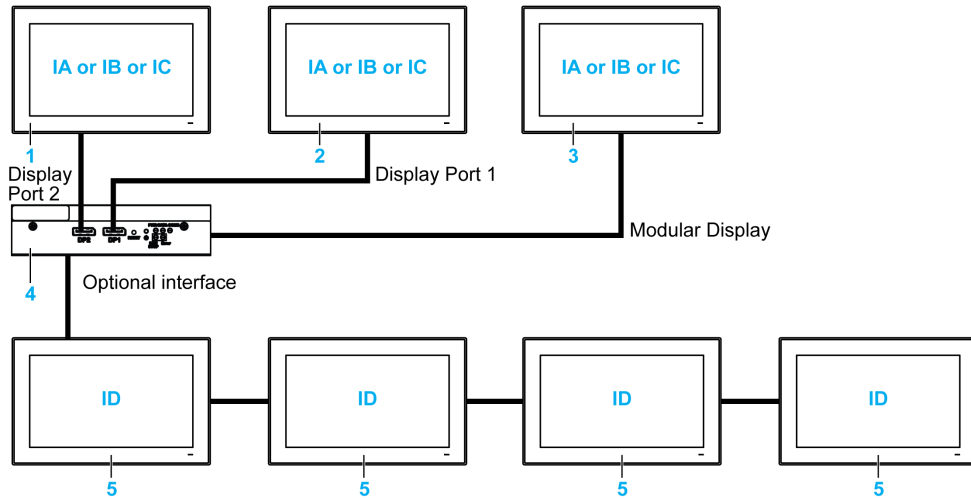 IA or IB or IC
IA or IB or IC
IA or IB or IC
1
2
3
Display
Port 2
Display Port 1
DP2
DP1
Modular Display
4
Optional interface
ID
ID
ID
ID
5
5
5
5